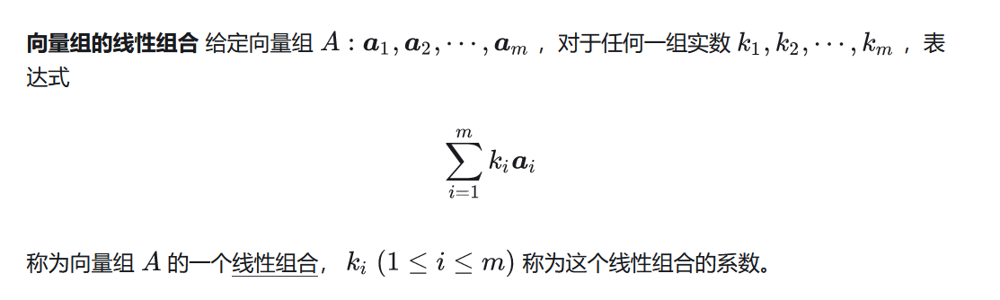 向量组的线性组合 给定向量组 $A : \boldsymbol{a}_1, \boldsymbol{a}_2, \cdots, \boldsymbol{a}_m$ ，对于任何一组实数 $k_1, k_2, \cdots, k_m$ ，表
达式
$$\sum_{i=1}^{m} k_i \boldsymbol{a}_i$$
称为向量组 $A$ 的一个线性组合， $k_i \ (1 \leq i \leq m)$ 称为这个线性组合的系数。